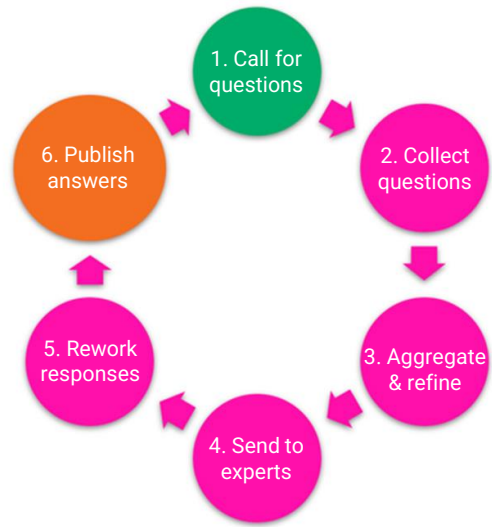 1. Call for
questions
2. Collect
questions
3. Aggregate
& refine
4. Send to
experts
5. Rework
responses
6. Publish
answers